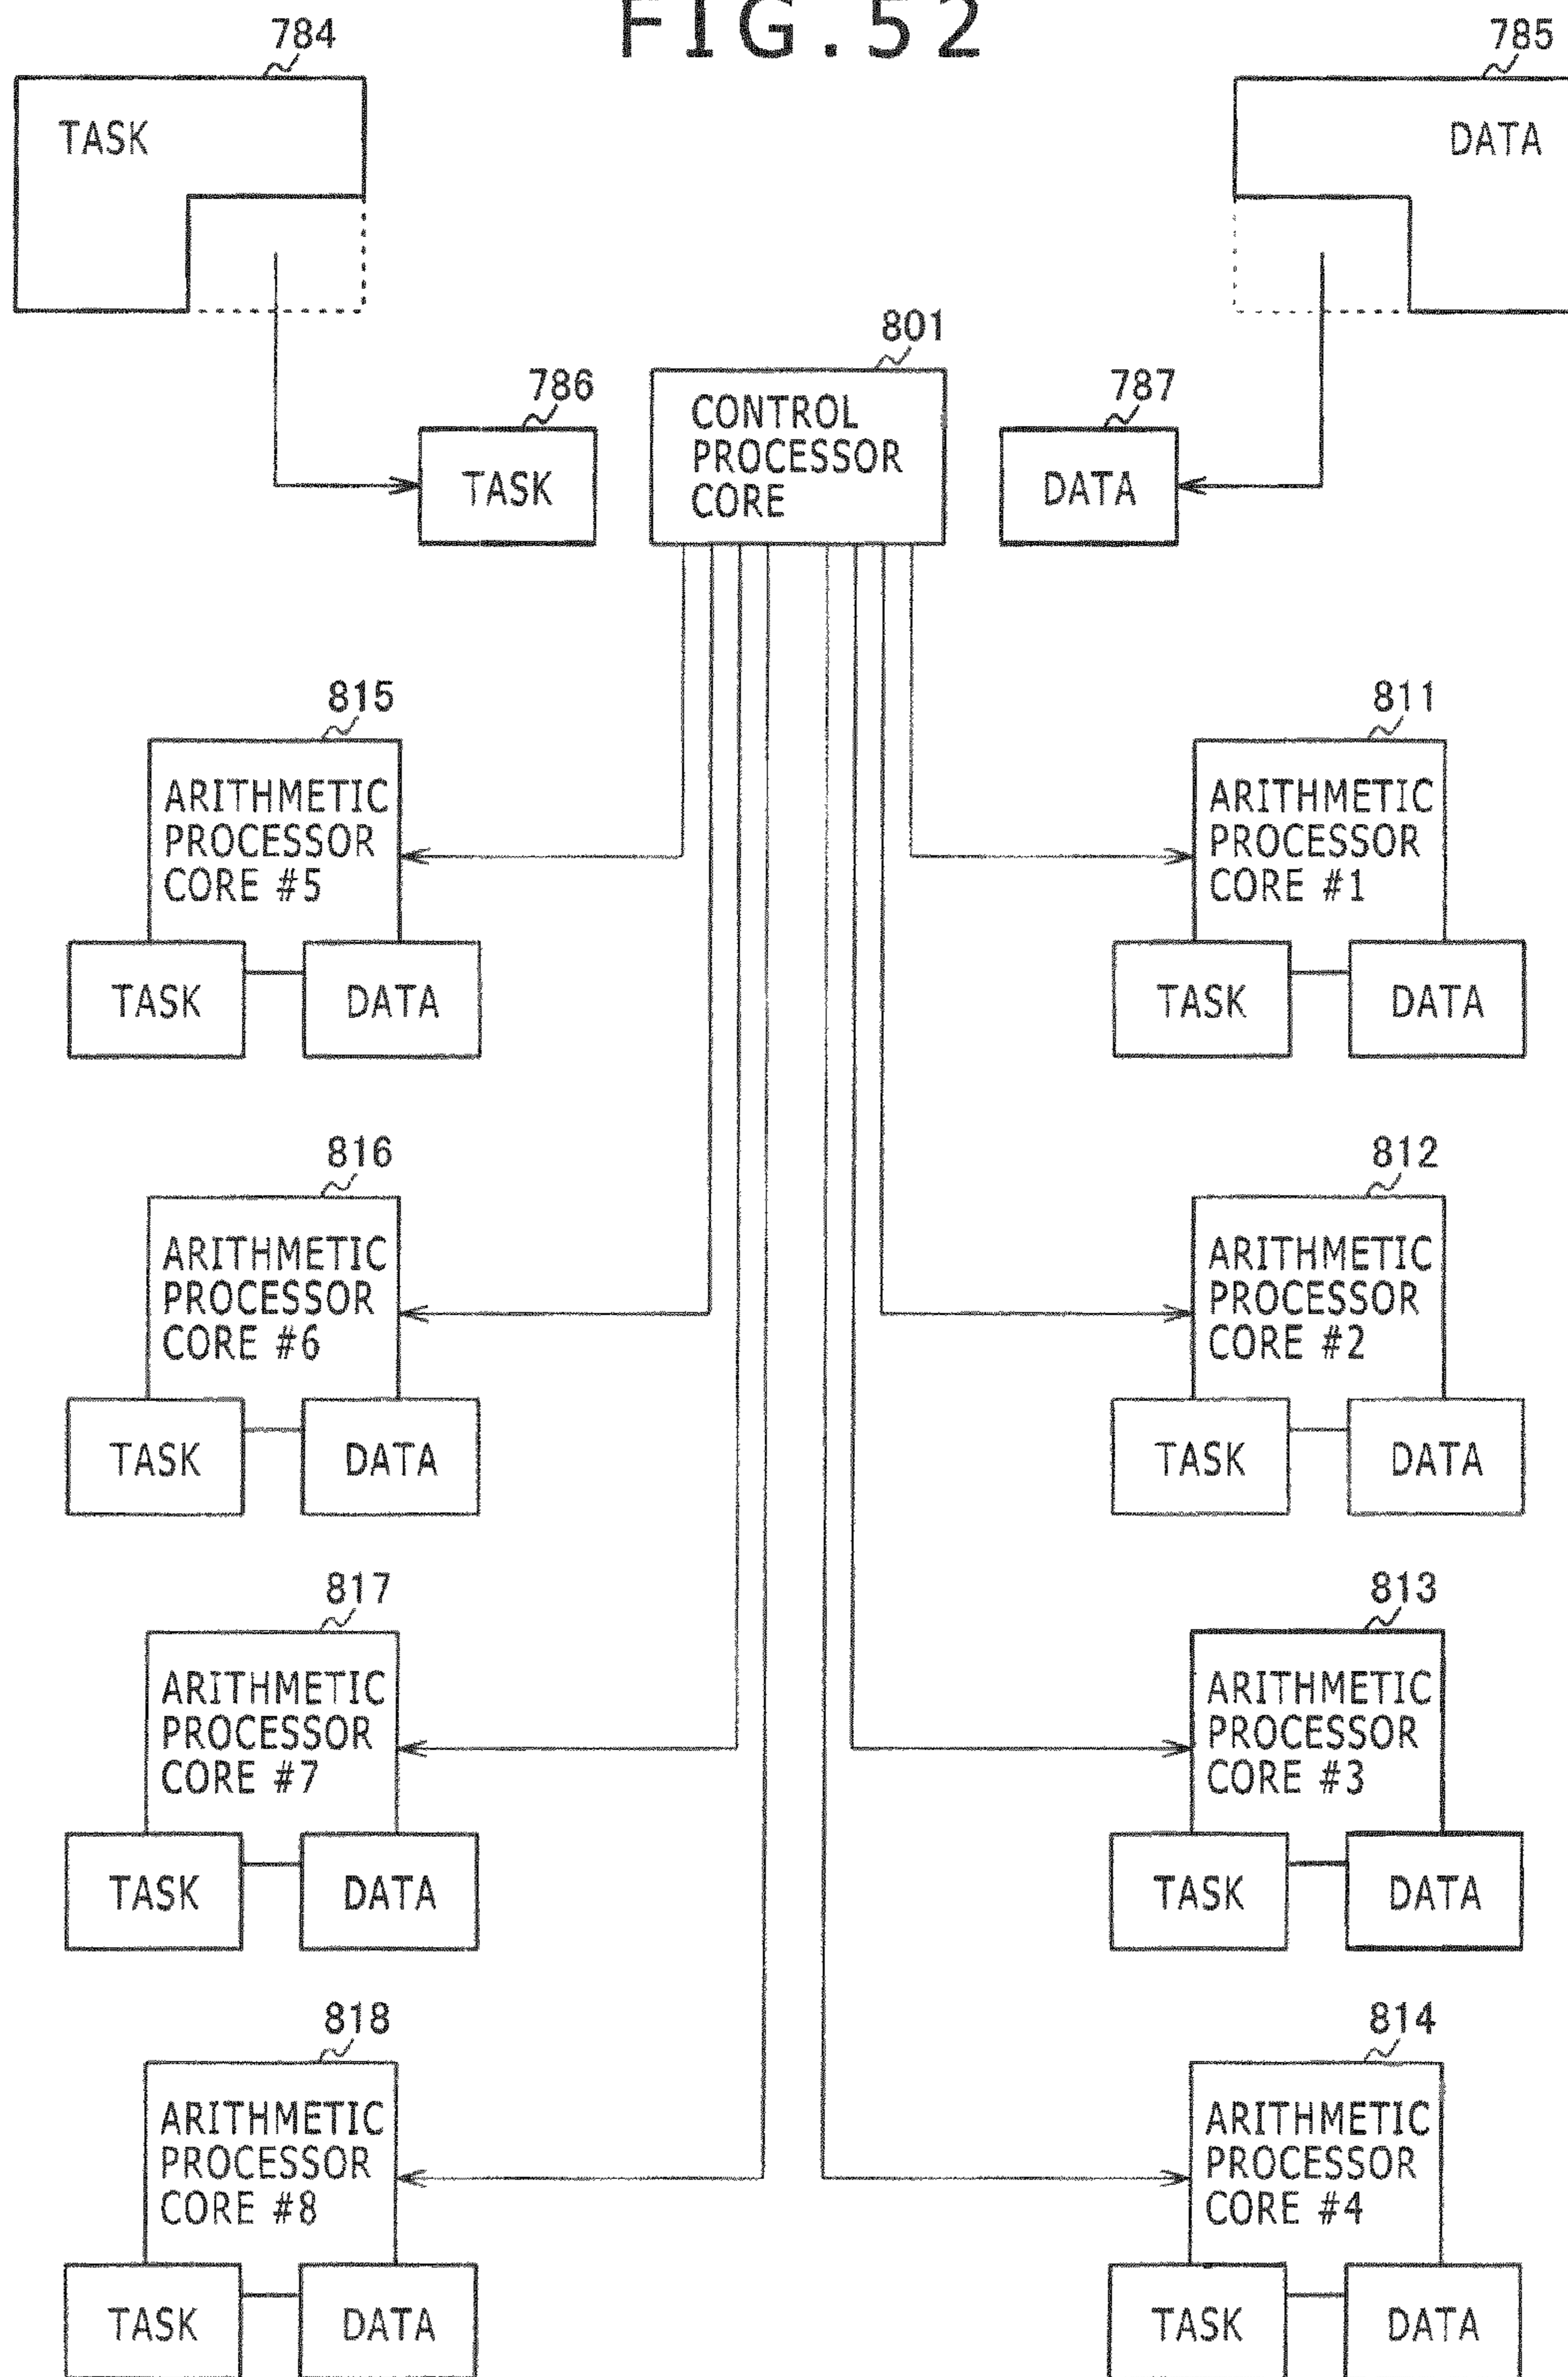 FIG.52
784
785
TASK
DATA
801
786
787
CONTROL
PROCESSOR
CORE
TASK
DATA
815
811
ARITHMETIC
PROCESSOR
CORE #5
ARITHMETIC
PROCESSOR
CORE #1
TASK
DATA
TASK
DATA
816
812
ARITHMETIC
PROCESSOR
CORE #6
ARITHMETIC
PROCESSOR
CORE #2
TASK
DATA
TASK
DATA
817
813
ARITHMETIC
PROCESSOR
CORE #7
ARITHMETIC
PROCESSOR
CORE #3
TASK
DATA
TASK
DATA
818
814
ARITHMETIC
PROCESSOR
CORE #8
ARITHMETIC
PROCESSOR
CORE #4
TASK
DATA
TASK
DATA